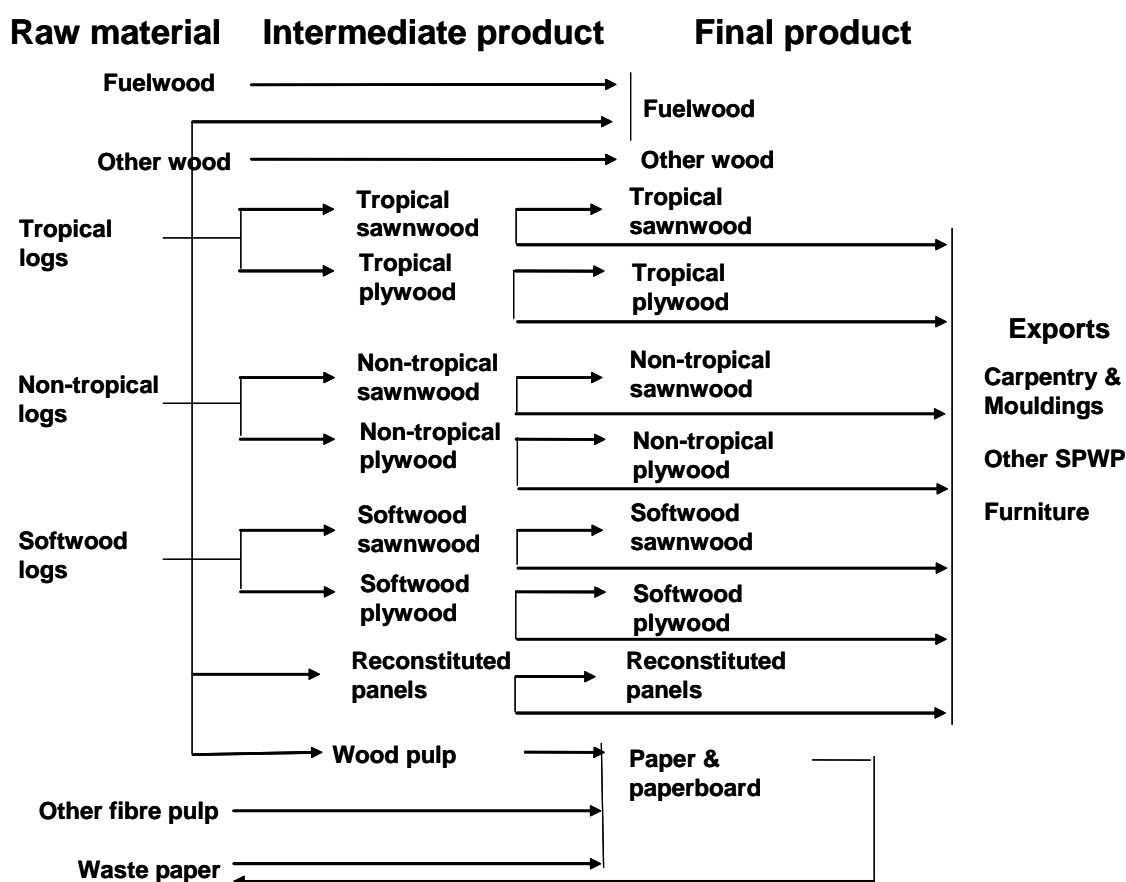 Raw material Intermediate product Final product
Fuelwood
Fuelwood
Other wood Other wood
Tropical
logs
Tropical
sawnwood
Tropical
sawnwood
Tropical
plywood
Tropical
plywood
Non-tropical
logs
Non-tropical
sawnwood
Non-tropical
sawnwood
Non-tropical
plywood
Non-tropical
plywood
Softwood
logs
Softwood
sawnwood
Softwood
sawnwood
Softwood
plywood
Softwood
plywood
Reconstituted
panels
Reconstituted
panels
Exports
Carpentry &
Mouldings
Other SPWP
Furniture
Wood pulp
Paper &
paperboard
Other fibre pulp
Waste paper